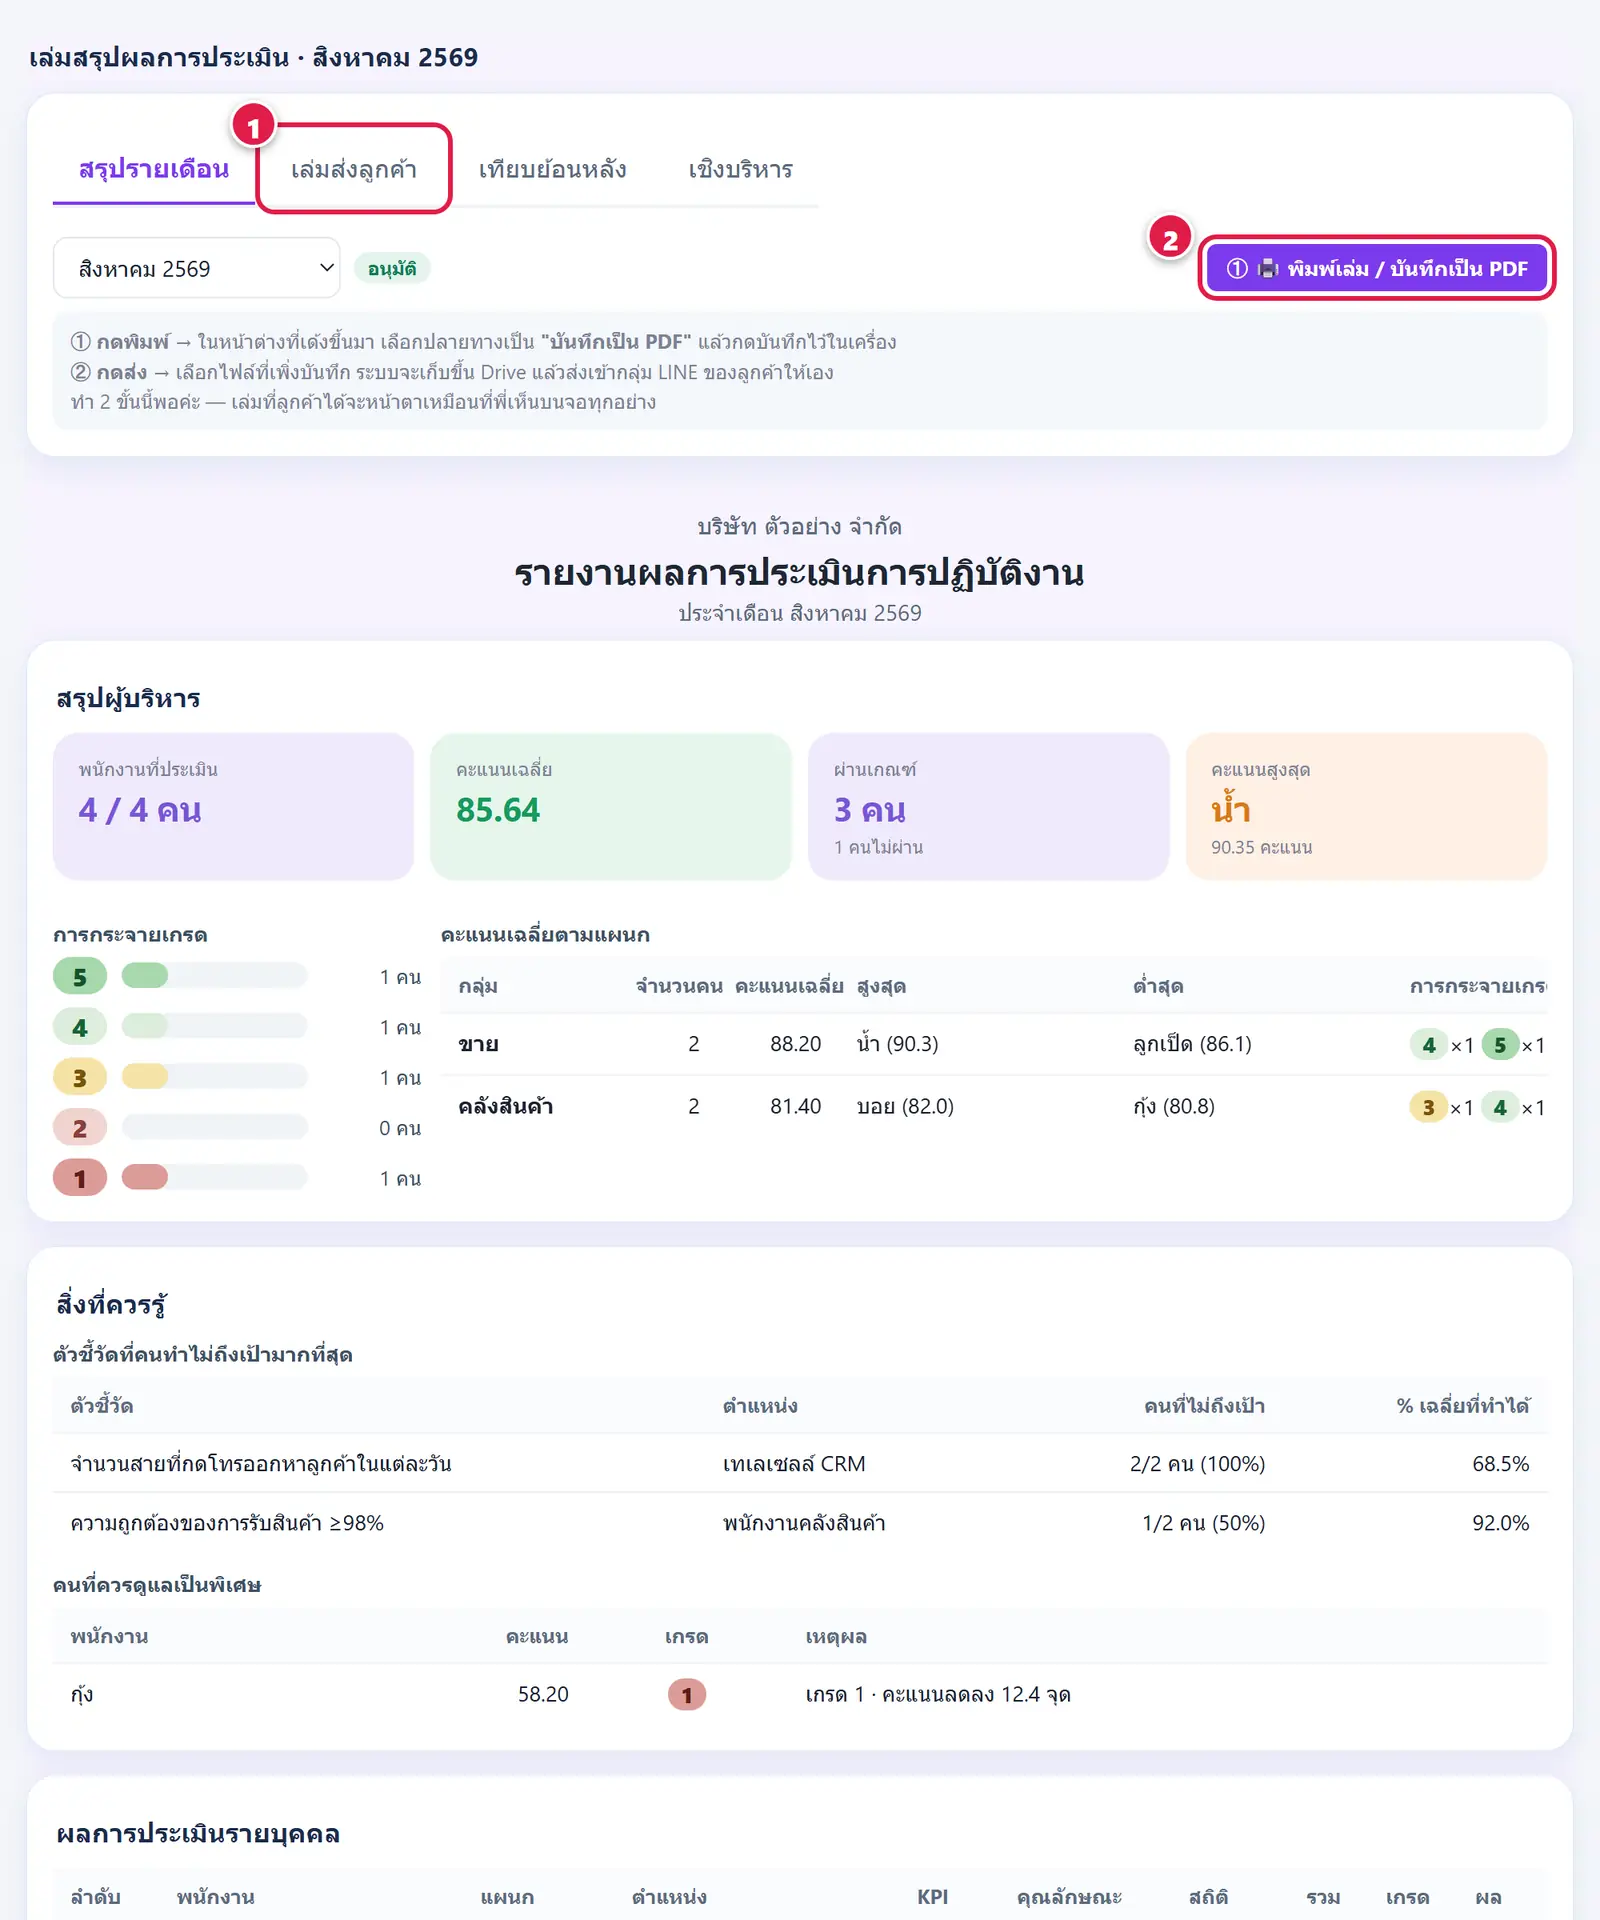 เล่มสรุปผลการประเมิน · สิงหาคม 2569
1
สรุปรายเดือน เล่มส่งลูกค้า เทียบย้อนหลัง เชิงบริหาร
2
สิงหาคม 2569 อนุมัติ ① 🖨 พิมพ์เล่ม / บันทึกเป็น PDF
① กดพิมพ์ → ในหน้าต่างที่เด้งขึ้นมา เลือกปลายทางเป็น "บันทึกเป็น PDF" แล้วกดบันทึกไว้ในเครื่อง
② กดส่ง → เลือกไฟล์ที่เพิ่งบันทึก ระบบจะเก็บขึ้น Drive แล้วส่งเข้ากลุ่ม LINE ของลูกค้าให้เอง
ทำ 2 ขั้นนี้พอค่ะ — เล่มที่ลูกค้าได้จะหน้าตาเหมือนที่พี่เห็นบนจอทุกอย่าง
บริษัท ตัวอย่าง จำกัด
รายงานผลการประเมินการปฏิบัติงาน
ประจำเดือน สิงหาคม 2569
สรุปผู้บริหาร
พนักงานที่ประเมิน
4 / 4 คน
คะแนนเฉลี่ย
85.64
ผ่านเกณฑ์
3 คน
1 คนไม่ผ่าน
คะแนนสูงสุด
น้ำ
90.35 คะแนน
การกระจายเกรด
5 1 คน
4 1 คน
3 1 คน
2 0 คน
1 1 คน
คะแนนเฉลี่ยตามแผนก
กลุ่ม จำนวนคน คะแนนเฉลี่ย สูงสุด ต่ำสุด การกระจายเกร
ขาย 2 88.20 น้ำ (90.3) ลูกเป็ด (86.1) 4 ×1 5 ×1
คลังสินค้า 2 81.40 บอย (82.0) กุ้ง (80.8) 3 ×1 4 ×1
สิ่งที่ควรรู้
ตัวชี้วัดที่คนทำไม่ถึงเป้ามากที่สุด
ตัวชี้วัด ตำแหน่ง คนที่ไม่ถึงเป้า % เฉลี่ยที่ทำได้
จำนวนสายที่กดโทรออกหาลูกค้าในแต่ละวัน เทเลเซลล์ CRM 2/2 คน (100%) 68.5%
ความถูกต้องของการรับสินค้า ≥98% พนักงานคลังสินค้า 1/2 คน (50%) 92.0%
คนที่ควรดูแลเป็นพิเศษ
พนักงาน คะแนน เกรด เหตุผล
กุ้ง 58.20 1 เกรด 1 · คะแนนลดลง 12.4 จุด
ผลการประเมินรายบุคคล
ลำดับ พนักงาน แผนก ตำแหน่ง KPI คุณลักษณะ สถิติ รวม เกรด ผล